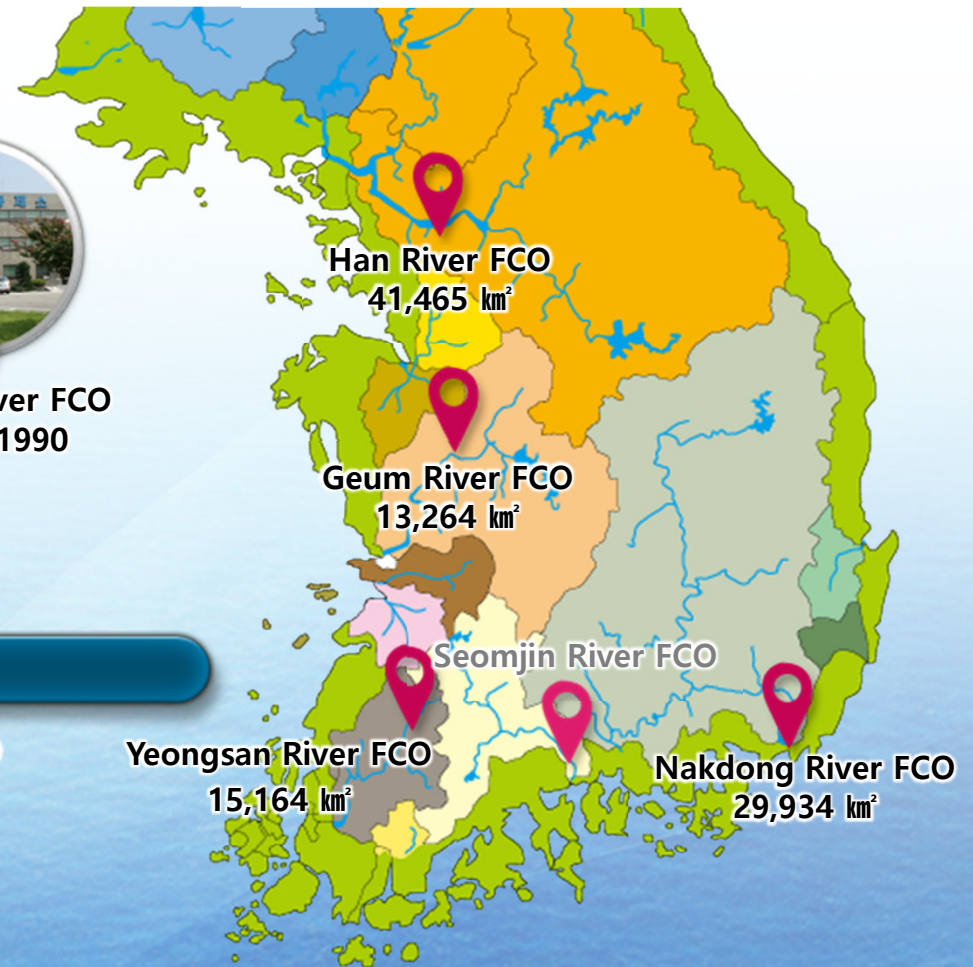 Han River FCO
41,465 ㎢
ver FCO
1990
Geum River FCO
13,264 ㎢
Seomjin River FCO
Yeongsan River FCO
15,164 ㎢
Nakdong River FCO
29,934 ㎢